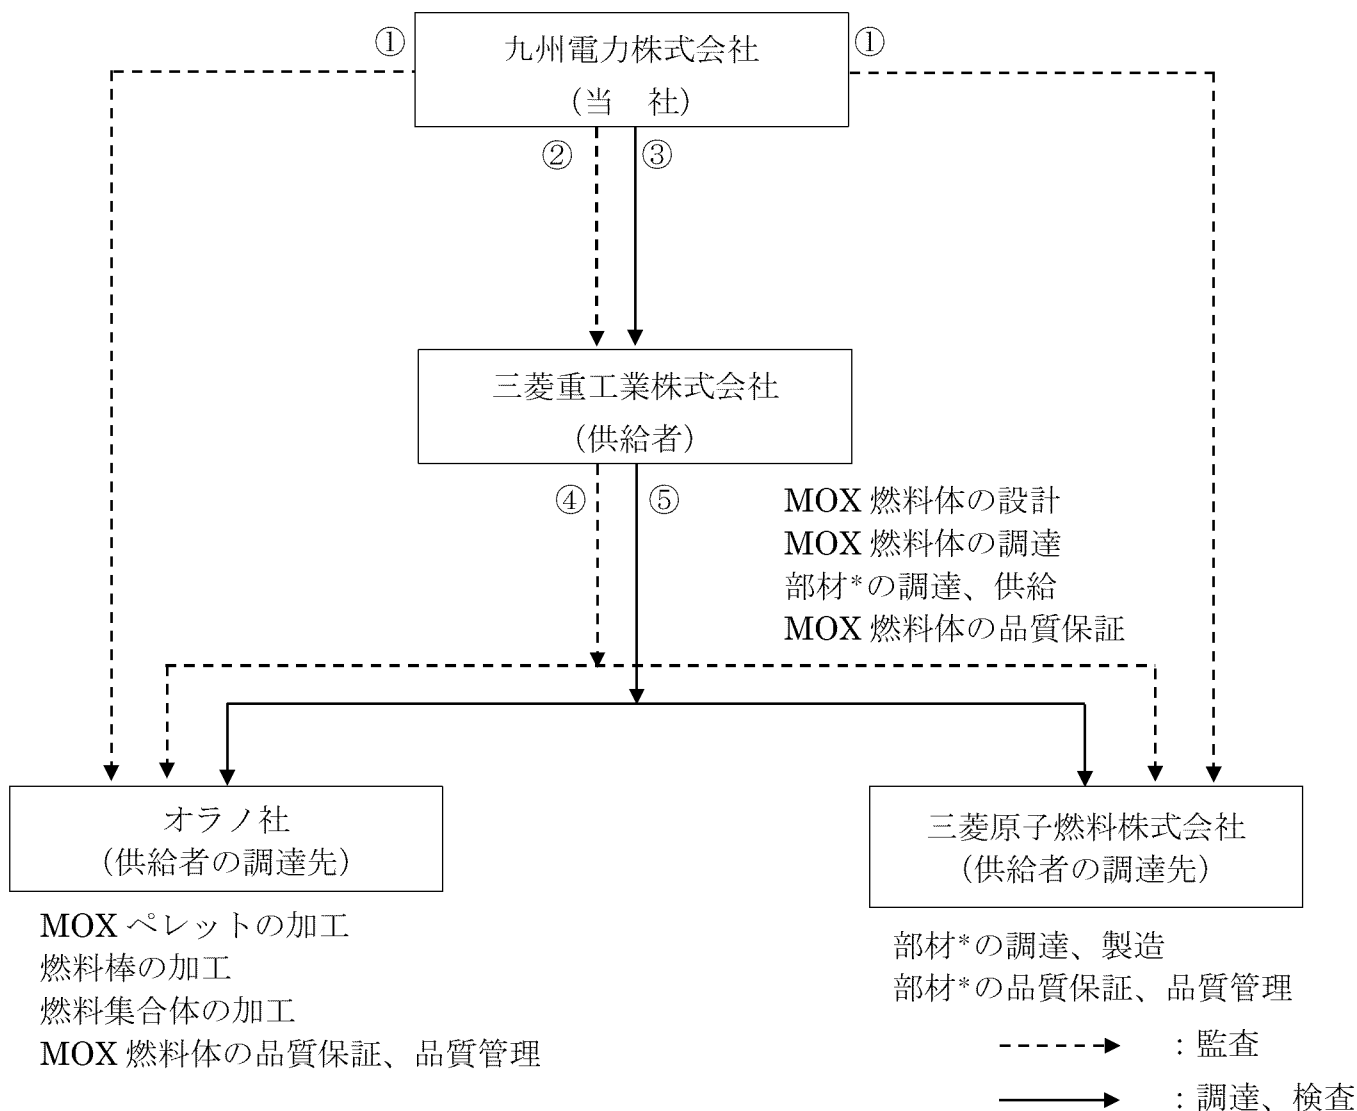 ①
九州電力株式会社
(当　社)
①
②
③
三菱重工業株式会社
(供給者)
④
⑤
MOX 燃料体の設計
MOX 燃料体の調達
部材*の調達、供給
MOX 燃料体の品質保証
オラノ社
(供給者の調達先)
MOX ペレットの加工
燃料棒の加工
燃料集合体の加工
MOX 燃料体の品質保証、品質管理
三菱原子燃料株式会社
(供給者の調達先)
部材*の調達、製造
部材*の品質保証、品質管理
：監査
：調達、検査